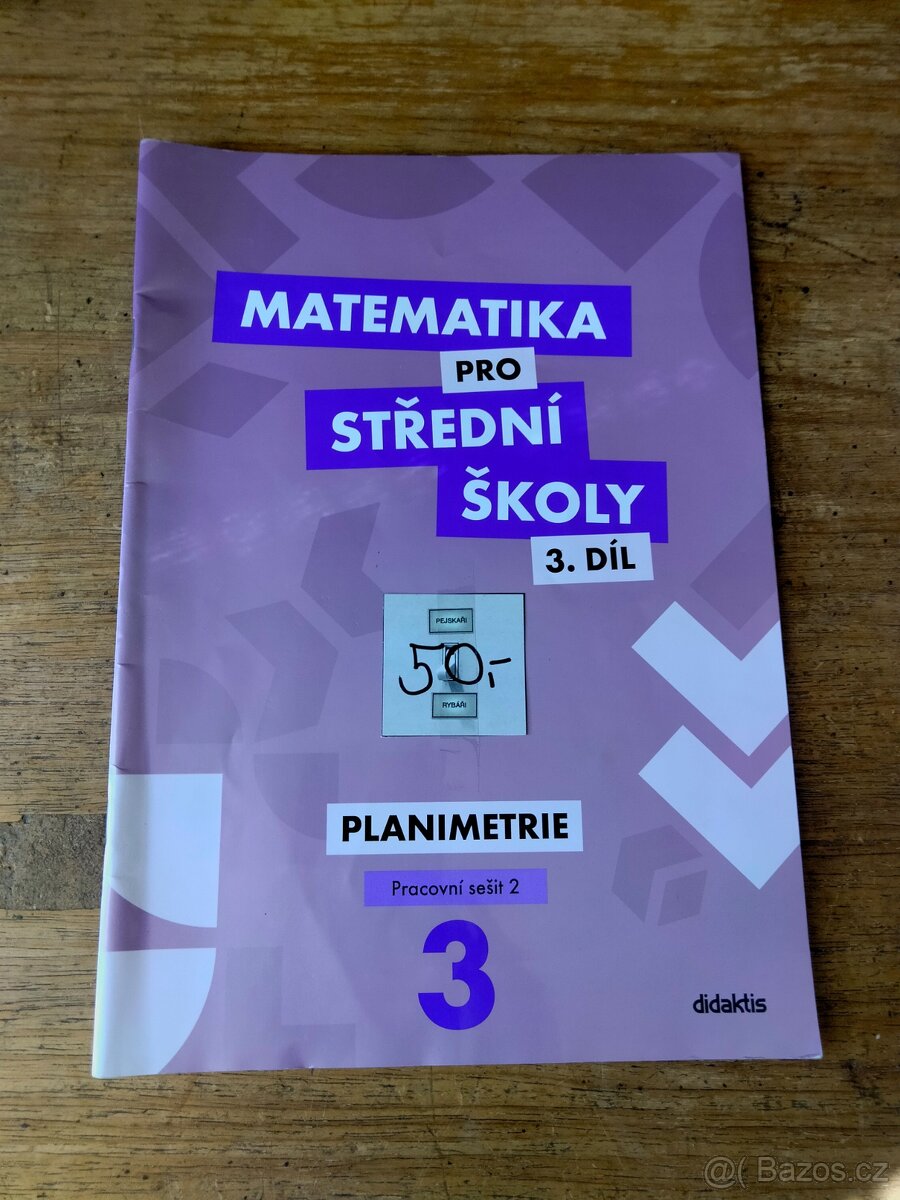 MATEMATIKA
PRO
STŘEDNÍ
ŠKOLY
3. DÍL
PEJSKAŘI
50,-
RYBÁŘI
PLANIMETRIE
Pracovní sešit 2
3
didaktis
@( Bazos.cz